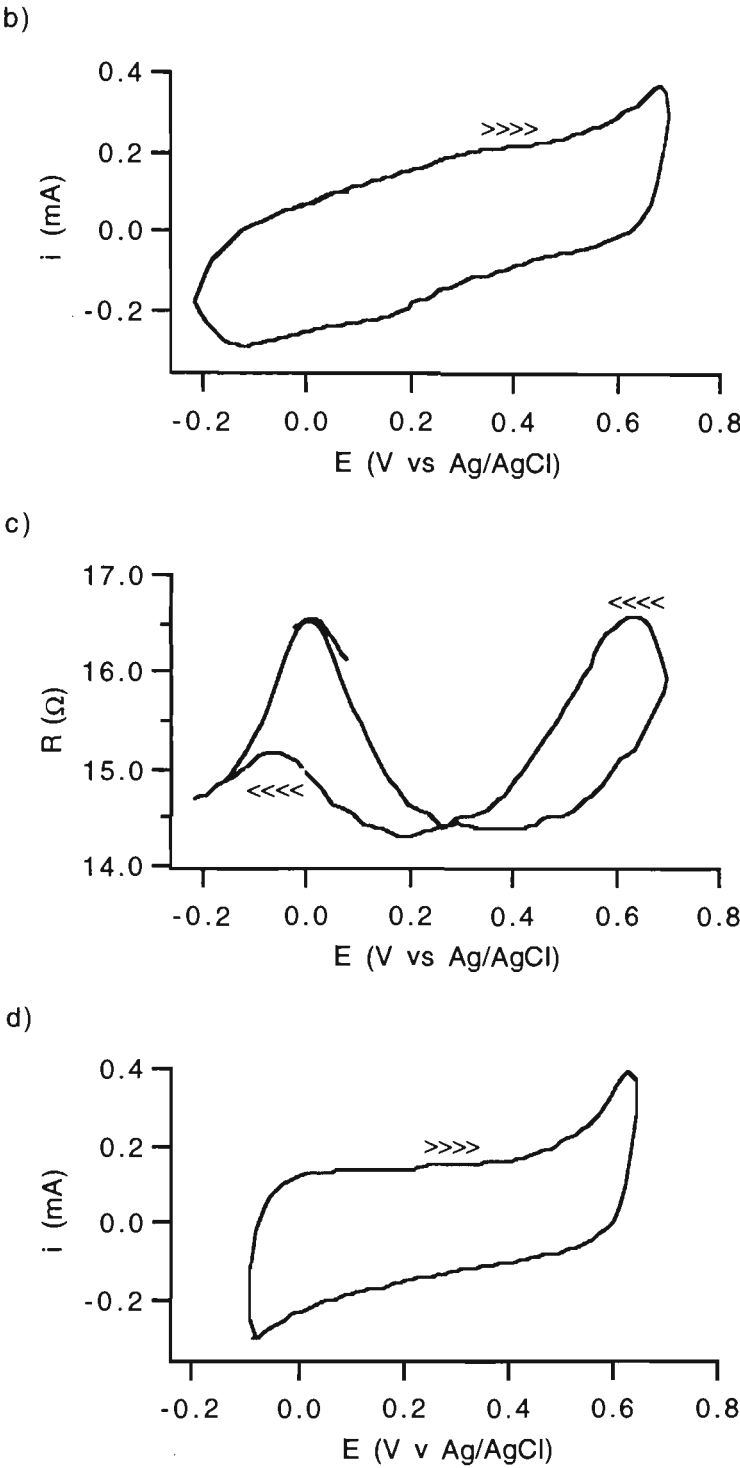 b)
0.4
>>>>
0.2
0.0
-0.2
i (mA)
-0.2 0.0 0.2 0.4 0.6 0.8
E (V vs Ag/AgCl)
c)
17.0
<<<<
16.0
15.0
<<<<
14.0
R (Ω)
-0.2 0.0 0.2 0.4 0.6 0.8
E (V vs Ag/AgCl)
d)
0.4
>>>>
0.2
0.0
-0.2
i (mA)
-0.2 0.0 0.2 0.4 0.6 0.8
E (V v Ag/AgCl)